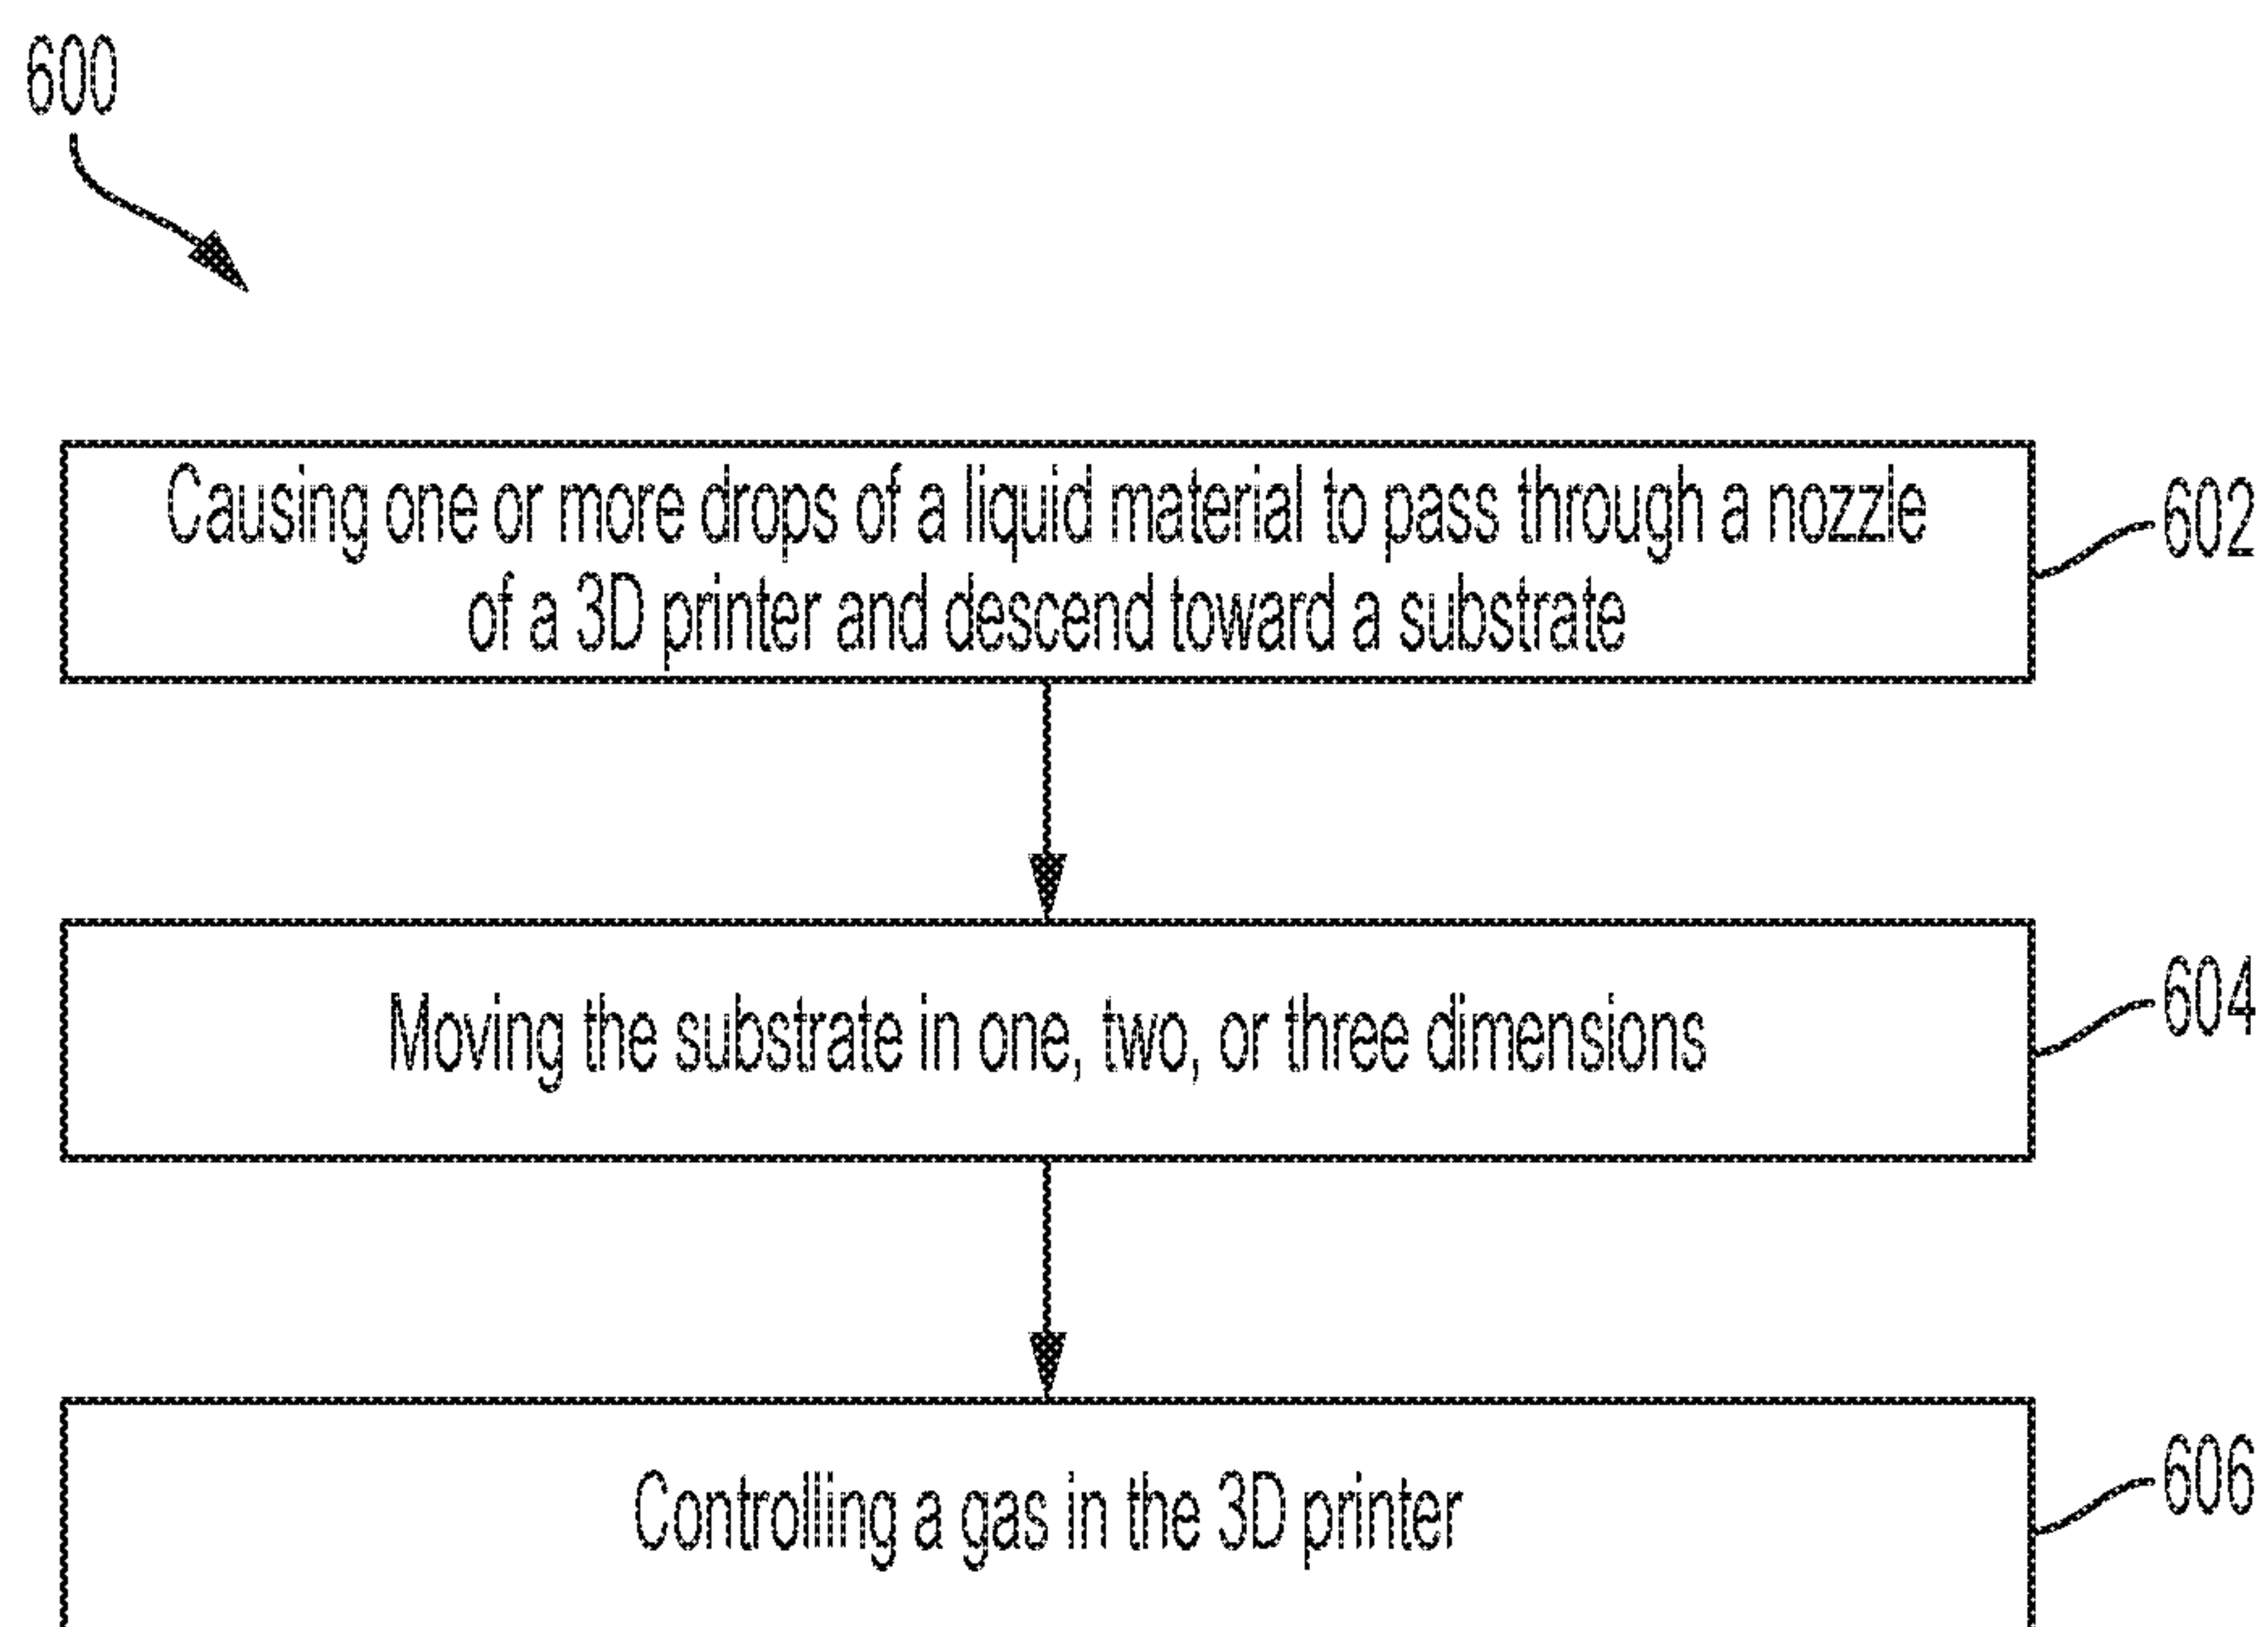 600
Causing one or more drops of a liquid material to pass through a nozzle
of a 3D printer and descend toward a substrate
602
Moving the substrate in one, two, or three dimensions
604
Controlling a gas in the 3D printer
606